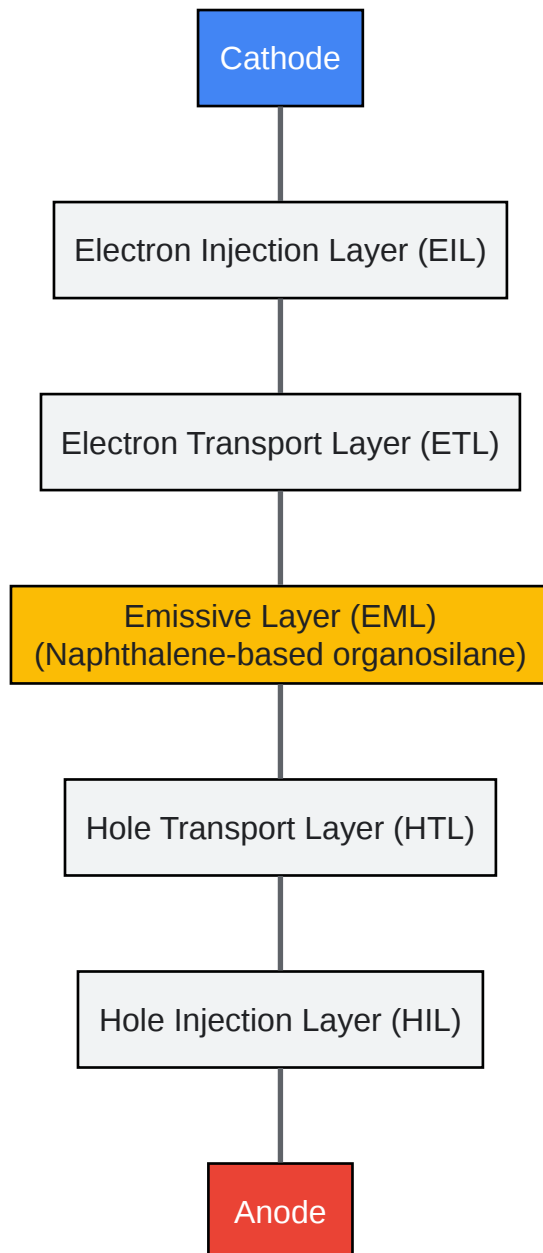 Cathode
Electron Injection Layer (EIL)
Electron Transport Layer (ETL)
Emissive Layer (EML)
(Naphthalene-based organosilane)
Hole Transport Layer (HTL)
Hole Injection Layer (HIL)
Anode